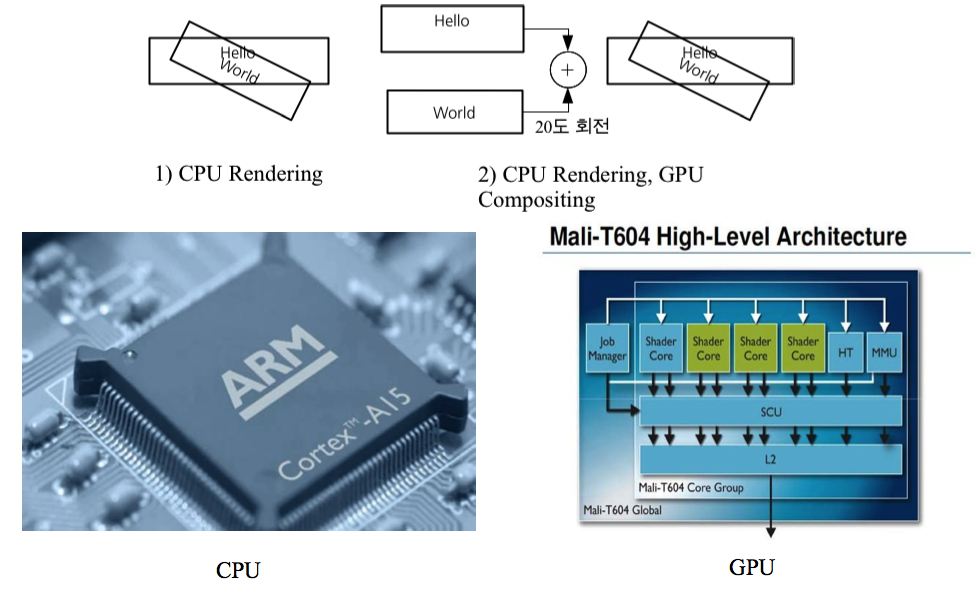 Hello
World
Hello
World
20도 회전
Hello
World
1) CPU Rendering
2) CPU Rendering, GPU
Compositing
ARM
Cortex™-A15
CPU
Mali-T604 High-Level Architecture
Job
Manager
Shader
Core
Shader
Core
Shader
Core
Shader
Core
HT
MMU
SCU
L2
Mali-T604 Core Group
Mali-T604 Global
GPU